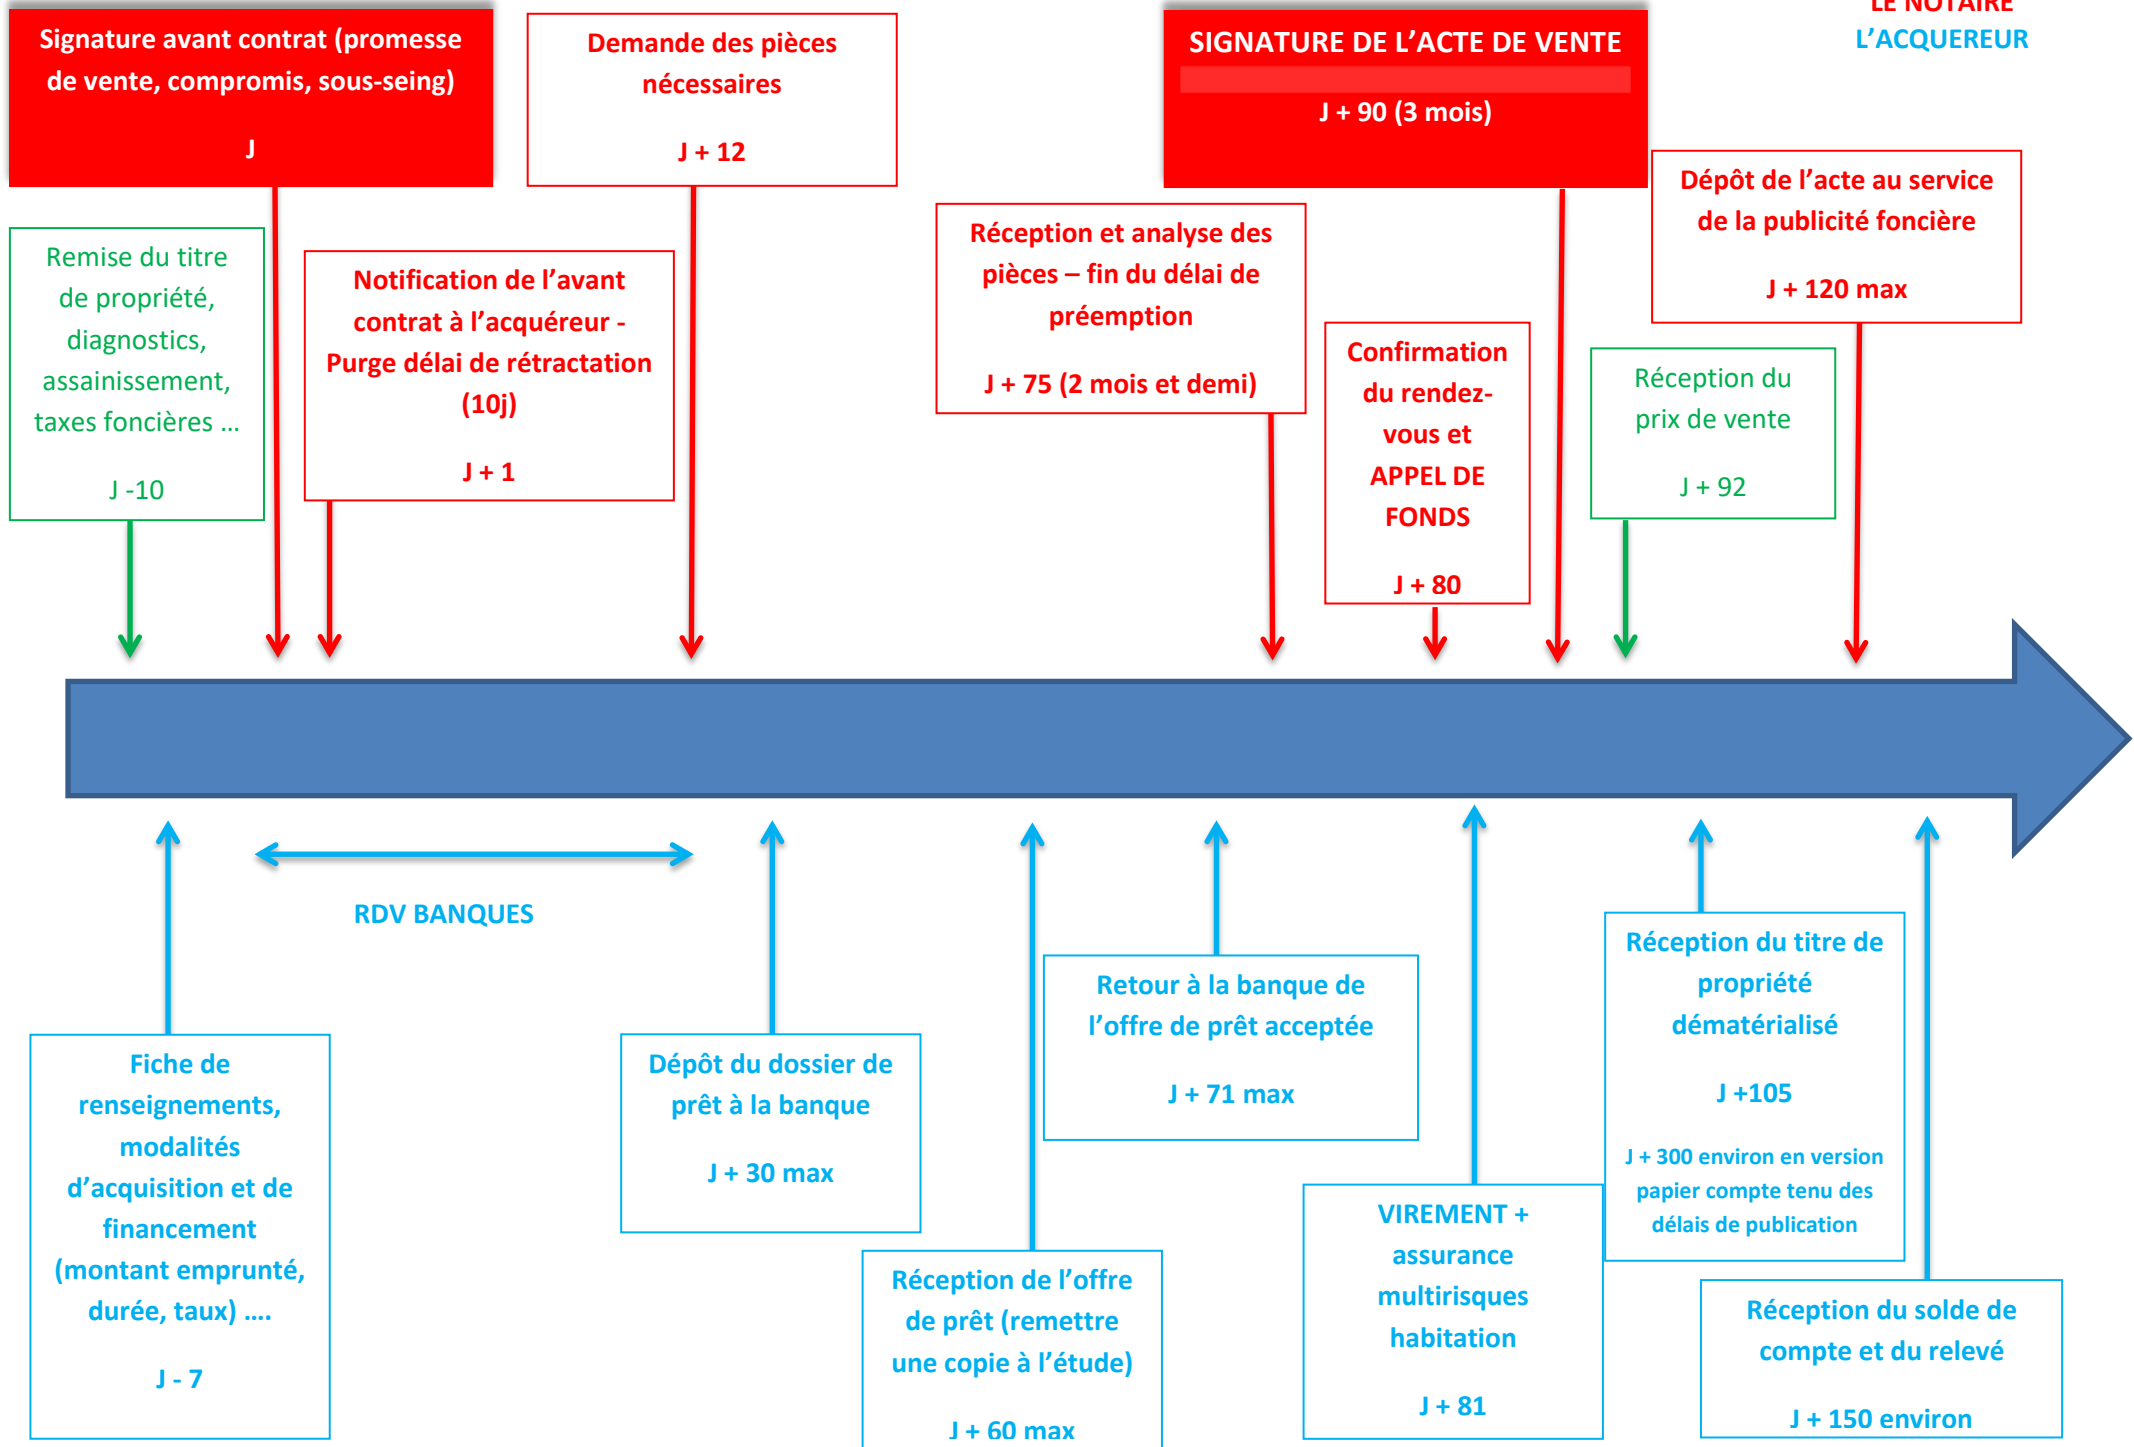 LE NOTAIRE
L’ACQUEREUR
Signature avant contrat (promesse
de vente, compromis, sous-seing)
J
Demande des pièces
nécessaires
J + 12
SIGNATURE DE L’ACTE DE VENTE
J + 90 (3 mois)
Dépôt de l’acte au service
de la publicité foncière
J + 120 max
Remise du titre
de propriété,
diagnostics,
assainissement,
taxes foncières …
J -10
Notification de l’avant
contrat à l’acquéreur -
Purge délai de rétractation
(10j)
J + 1
Réception et analyse des
pièces – fin du délai de
préemption
J + 75 (2 mois et demi)
Confirmation
du rendez-
vous et
APPEL DE
FONDS
J + 80
Réception du
prix de vente
J + 92
RDV BANQUES
Fiche de
renseignements,
modalités
d’acquisition et de
financement
(montant emprunté,
durée, taux) ….
J - 7
Dépôt du dossier de
prêt à la banque
J + 30 max
Réception de l’offre
de prêt (remettre
une copie à l’étude)
J + 60 max
Retour à la banque de
l’offre de prêt acceptée
J + 71 max
VIREMENT +
assurance
multirisques
habitation
J + 81
Réception du titre de
propriété
dématérialisé
J +105
J + 300 environ en version
papier compte tenu des
délais de publication
Réception du solde de
compte et du relevé
J + 150 environ